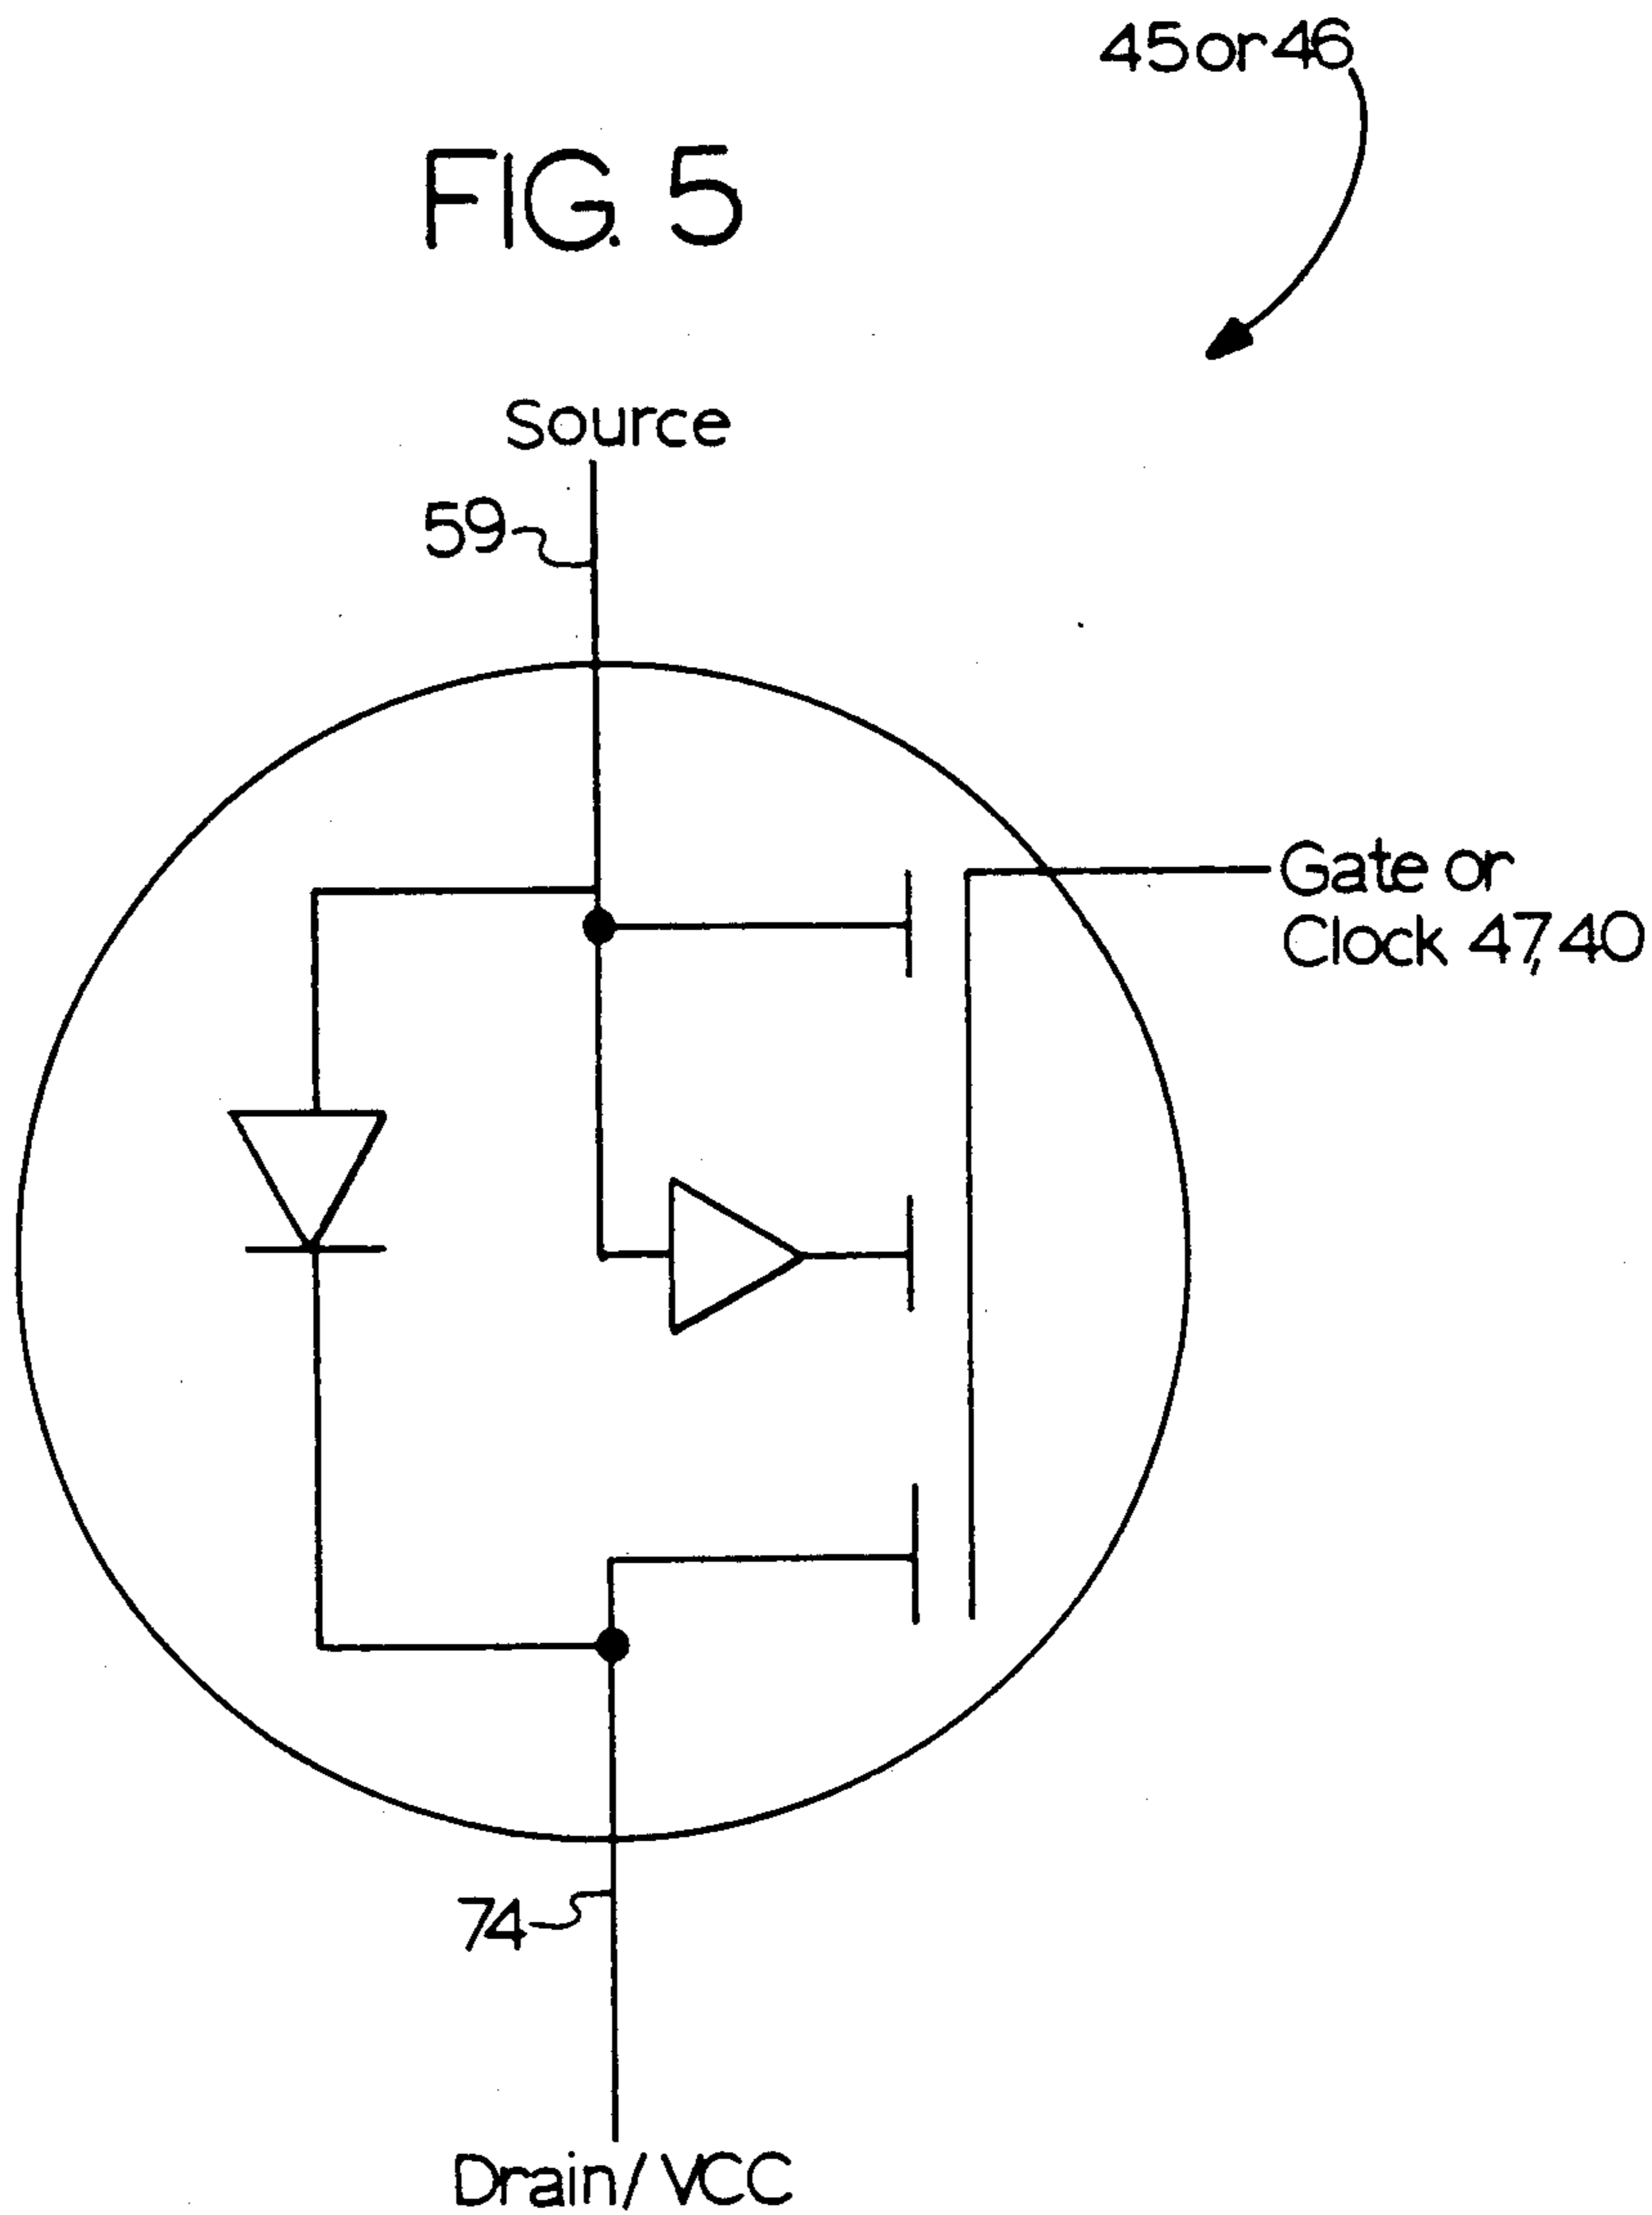 45 or 46
FIG. 5
Source
59
Gate or
Clock 47,40
74
Drain/VCC